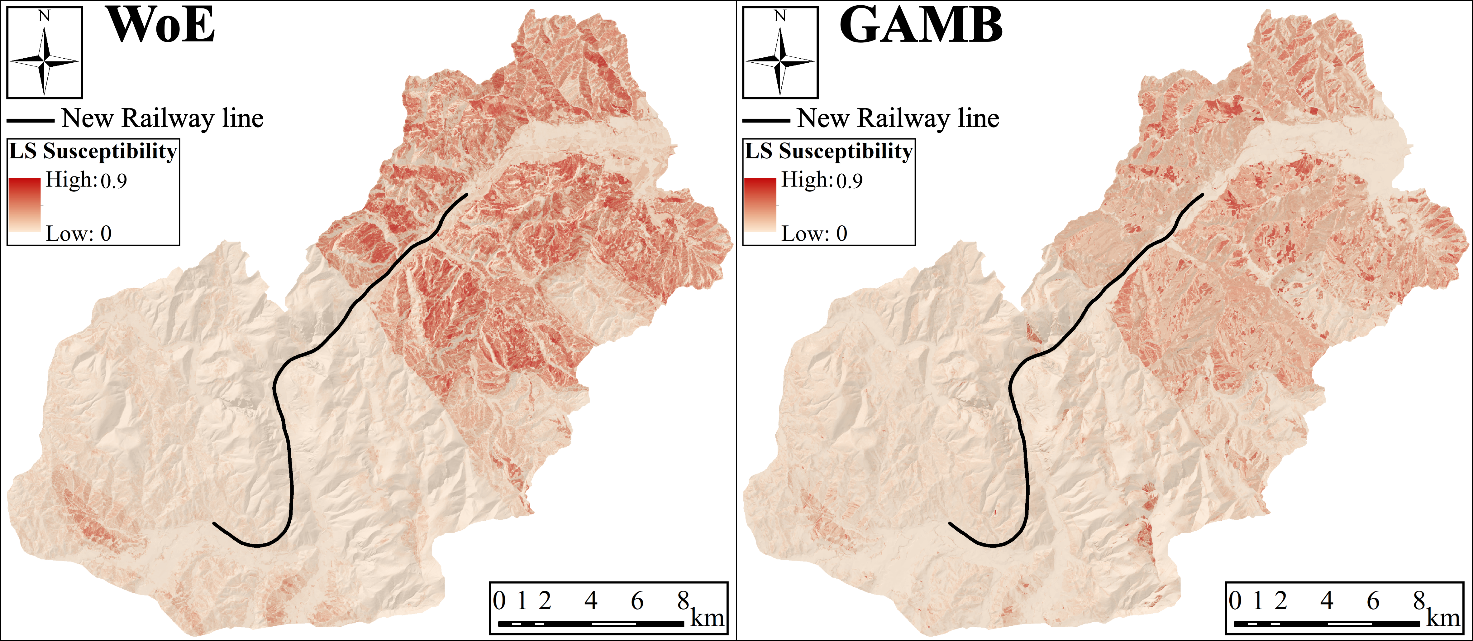 N
WoE
New Railway line
LS Susceptibility
High: 0.9
Low: 0
0 1 2 4 6 8
km
N
GAMB
New Railway line
LS Susceptibility
High: 0.9
Low: 0
0 1 2 4 6 8
km